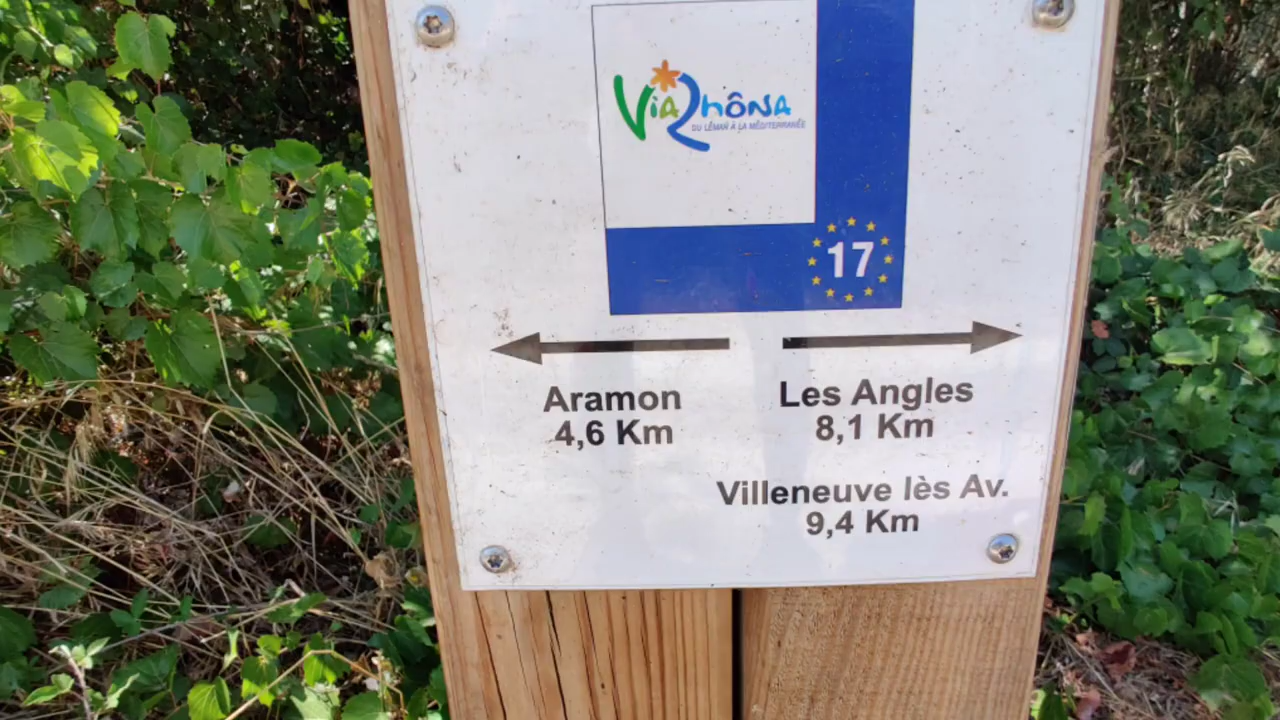 ViaRhôna
DU LÉMAN À LA MÉDITERRANÉE
17
Aramon
4,6 Km
Les Angles
8,1 Km
Villeneuve lès Av.
9,4 Km